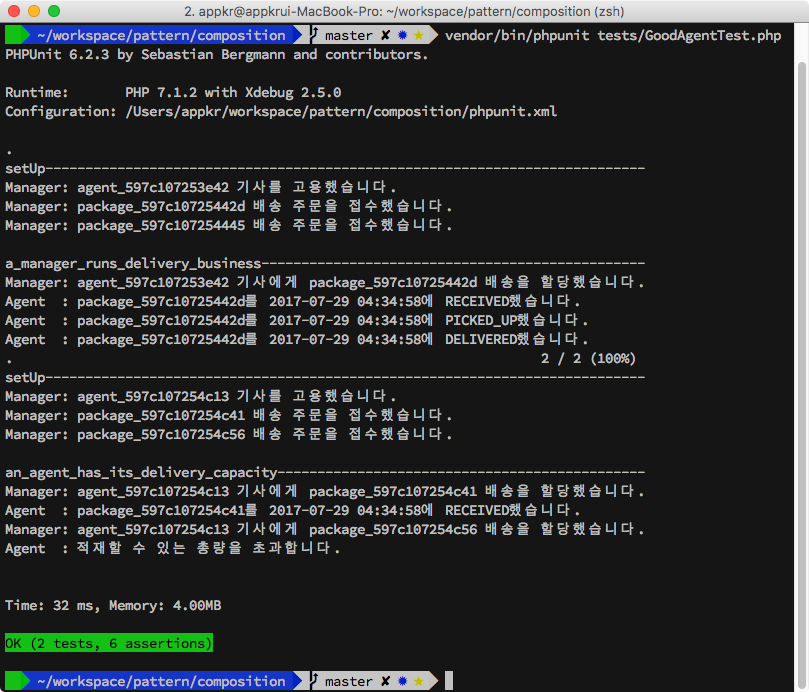 2. appkr@appkrui-MacBook-Pro: ~/workspace/pattern/composition (zsh)
~/workspace/pattern/composition master ✘ ✹ ★ vendor/bin/phpunit tests/GoodAgentTest.php
PHPUnit 6.2.3 by Sebastian Bergmann and contributors.
Runtime:       PHP 7.1.2 with Xdebug 2.5.0
Configuration: /Users/appkr/workspace/pattern/composition/phpunit.xml
.
setUp---------------------------------------------------------------------------
Manager: agent_597c107253e42 기사를 고용했습니다.
Manager: package_597c10725442d 배송 주문을 접수했습니다.
Manager: package_597c107254445 배송 주문을 접수했습니다.
a_manager_runs_delivery_business------------------------------------------------
Manager: agent_597c107253e42 기사에게 package_597c10725442d 배송을 할당했습니다.
Agent  : package_597c10725442d를 2017-07-29 04:34:58에 RECEIVED했습니다.
Agent  : package_597c10725442d를 2017-07-29 04:34:58에 PICKED_UP했습니다.
Agent  : package_597c10725442d를 2017-07-29 04:34:58에 DELIVERED했습니다.
.                                                                  2 / 2 (100%)
setUp---------------------------------------------------------------------------
Manager: agent_597c107254c13 기사를 고용했습니다.
Manager: package_597c107254c41 배송 주문을 접수했습니다.
Manager: package_597c107254c56 배송 주문을 접수했습니다.
an_agent_has_its_delivery_capacity----------------------------------------------
Manager: agent_597c107254c13 기사에게 package_597c107254c41 배송을 할당했습니다.
Agent  : package_597c107254c41를 2017-07-29 04:34:58에 RECEIVED했습니다.
Manager: agent_597c107254c13 기사에게 package_597c107254c56 배송을 할당했습니다.
Agent  : 적재할 수 있는 총량을 초과합니다.
Time: 32 ms, Memory: 4.00MB
OK (2 tests, 6 assertions)
~/workspace/pattern/composition master ✘ ✹ ★